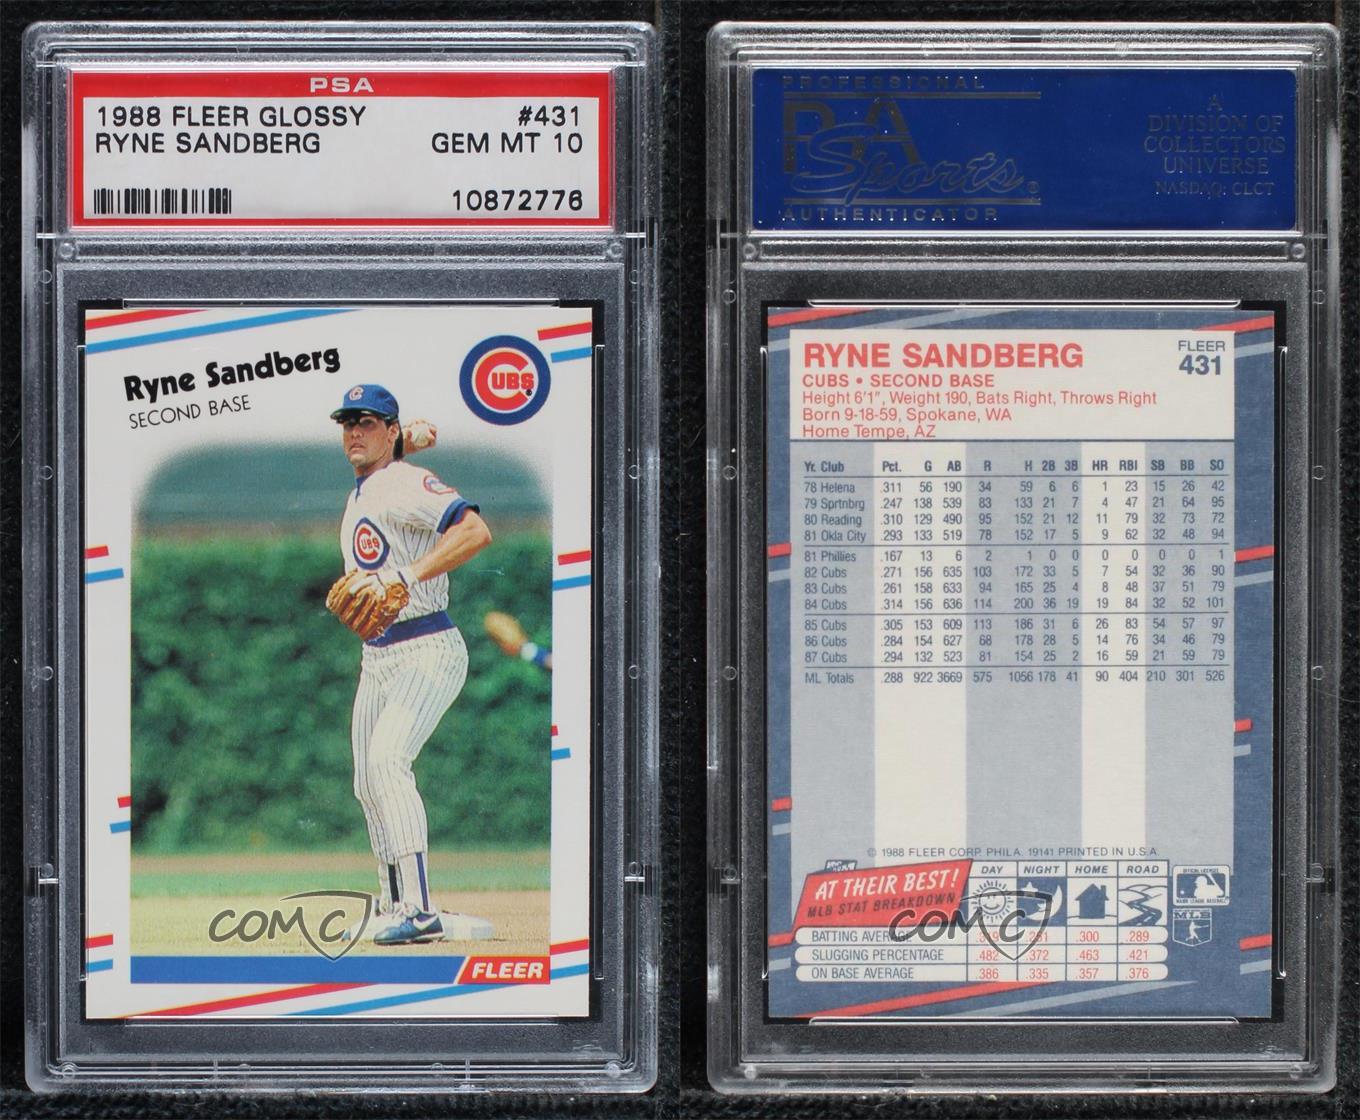 PSA
1988 FLEER GLOSSY #431
RYNE SANDBERG GEM MT 10
10872776
Ryne Sandberg
SECOND BASE
CUBS
CUBS
FLEER
COMC
PROFESSIONAL
PSA
Sports
AUTHENTICATOR
A
DIVISION OF
COLLECTORS
UNIVERSE
NASDAQ: CLCT
RYNE SANDBERG FLEER 431
CUBS • SECOND BASE
Height 6'1", Weight 190, Bats Right, Throws Right
Born 9-18-59, Spokane, WA
Home Tempe, AZ
Yr. Club Pct. G AB R H 2B 3B HR RBI SB BB SO
78 Helena .311 56 190 34 59 6 6 1 23 15 26 42
79 Sprtnbrg .247 138 539 83 133 21 7 4 47 21 64 95
80 Reading .310 129 490 95 152 21 12 11 79 32 73 72
81 Okla City .293 133 519 78 152 17 5 9 62 32 48 94
81 Phillies .167 13 6 2 1 0 0 0 0 0 0 1
82 Cubs .271 156 635 103 172 33 5 7 54 32 36 90
83 Cubs .261 158 633 94 165 25 4 8 48 37 51 79
84 Cubs .314 156 636 114 200 36 19 19 84 32 52 101
85 Cubs .305 153 609 113 186 31 6 26 83 54 57 97
86 Cubs .284 154 627 68 178 28 5 14 76 34 46 79
87 Cubs .294 132 523 81 154 25 2 16 59 21 59 79
ML Totals .288 922 3669 575 1056 178 41 90 404 210 301 526
© 1988 FLEER CORP. PHILA. 19141 PRINTED IN U.S.A.
AT THEIR BEST!
MLB STAT BREAKDOWN
DAY NIGHT HOME ROAD
BATTING AVERAGE .300 .289
SLUGGING PERCENTAGE .482 .372 .463 .421
ON BASE AVERAGE .386 .335 .357 .376
MAJOR LEAGUE BASEBALL
MLB
COMC